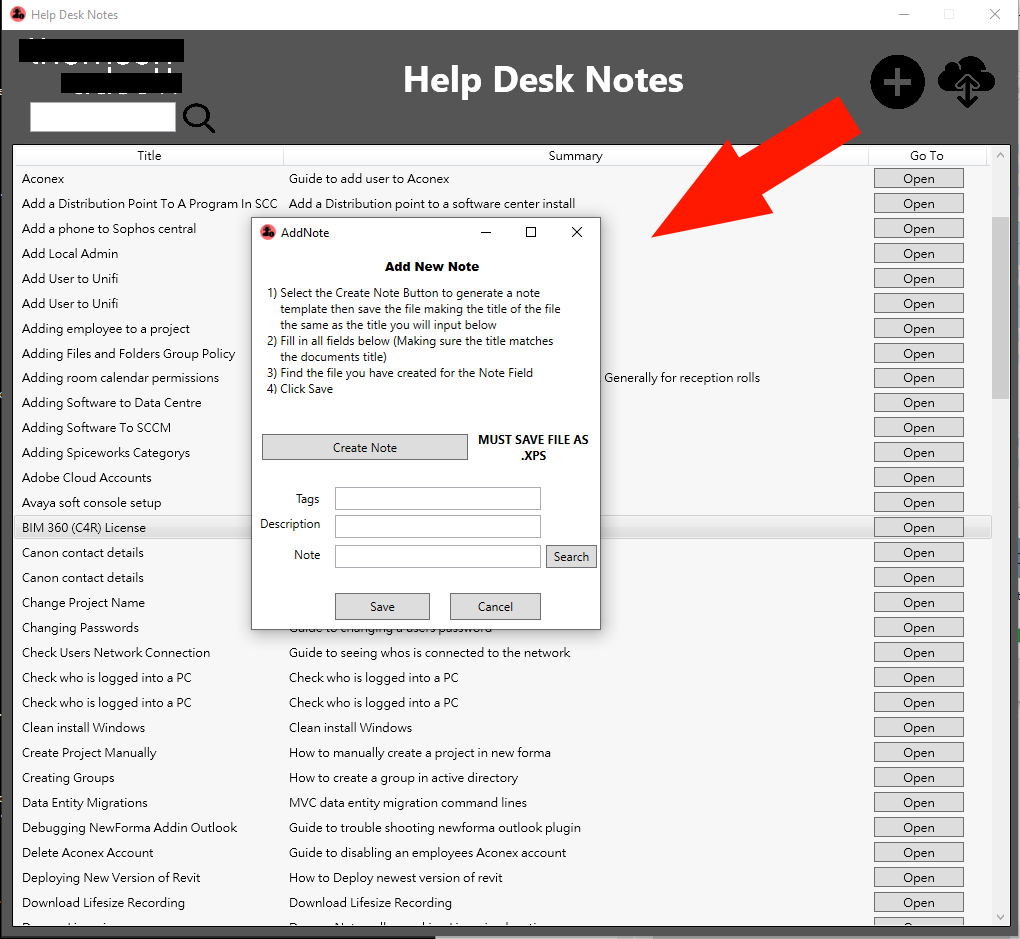 Help Desk Notes
Help Desk Notes
Title Summary Go To
Aconex Guide to add user to Aconex Open
Add a Distribution Point To A Program In SCC Add a Distribution point to a software center install Open
Add a phone to Sophos central Open
Add Local Admin Open
Add User to Unifi Open
Add User to Unifi Open
Adding employee to a project Open
Adding Files and Folders Group Policy Open
Adding room calendar permissions Generally for reception rolls Open
Adding Software to Data Centre Open
Adding Software To SCCM Open
Adding Spiceworks Categorys Open
Adobe Cloud Accounts Open
Avaya soft console setup Open
BIM 360 (C4R) License Open
Canon contact details Open
Canon contact details Open
Change Project Name Open
Changing Passwords Guide to changing a users password Open
Check Users Network Connection Guide to seeing whos is connected to the network Open
Check who is logged into a PC Check who is logged into a PC Open
Check who is logged into a PC Check who is logged into a PC Open
Clean install Windows Clean install Windows Open
Create Project Manually How to manually create a project in new forma Open
Creating Groups How to create a group in active directory Open
Data Entity Migrations MVC data entity migration command lines Open
Debugging NewForma Addin Outlook Guide to trouble shooting newforma outlook plugin Open
Delete Aconex Account Guide to disabling an employees Aconex account Open
Deploying New Version of Revit How to Deploy newest version of revit Open
Download Lifesize Recording Download Lifesize Recording Open
AddNote
Add New Note
1) Select the Create Note Button to generate a note
template then save the file making the title of the file
the same as the title you will input below
2) Fill in all fields below (Making sure the title matches
the documents title)
3) Find the file you have created for the Note Field
4) Click Save
Create Note MUST SAVE FILE AS
.XPS
Tags
Description
Note Search
Save Cancel